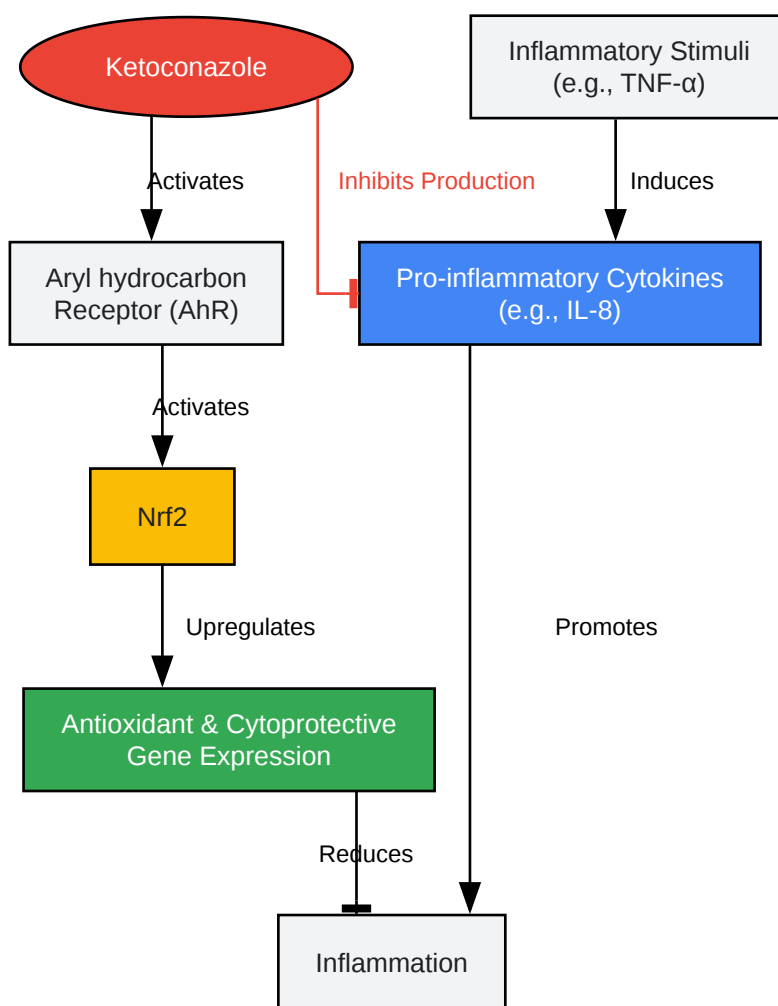 Ketoconazole
Inflammatory Stimuli
(e.g., TNF-α)
Activates
Inhibits Production
Induces
Aryl hydrocarbon
Receptor (AhR)
Pro-inflammatory Cytokines
(e.g., IL-8)
Activates
Nrf2
Upregulates
Promotes
Antioxidant & Cytoprotective
Gene Expression
Reduces
Inflammation